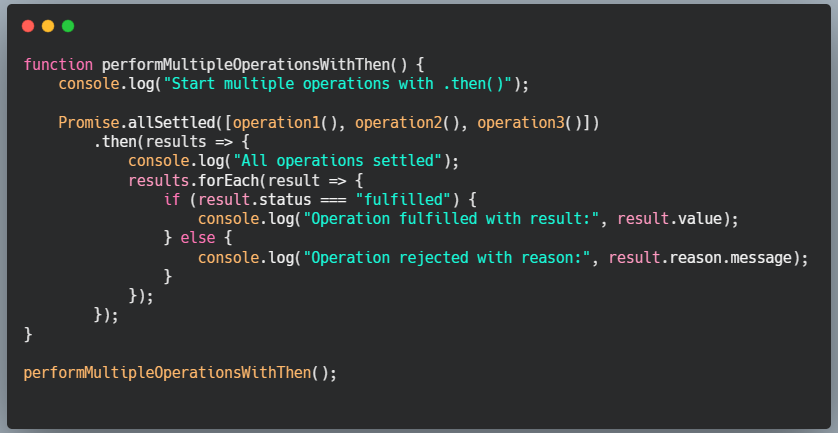 function performMultipleOperationsWithThen() {
    console.log("Start multiple operations with .then()");

    Promise.allSettled([operation1(), operation2(), operation3()])
        .then(results => {
            console.log("All operations settled");
            results.forEach(result => {
                if (result.status === "fulfilled") {
                    console.log("Operation fulfilled with result:", result.value);
                } else {
                    console.log("Operation rejected with reason:", result.reason.message);
                }
            });
        });
}

performMultipleOperationsWithThen();